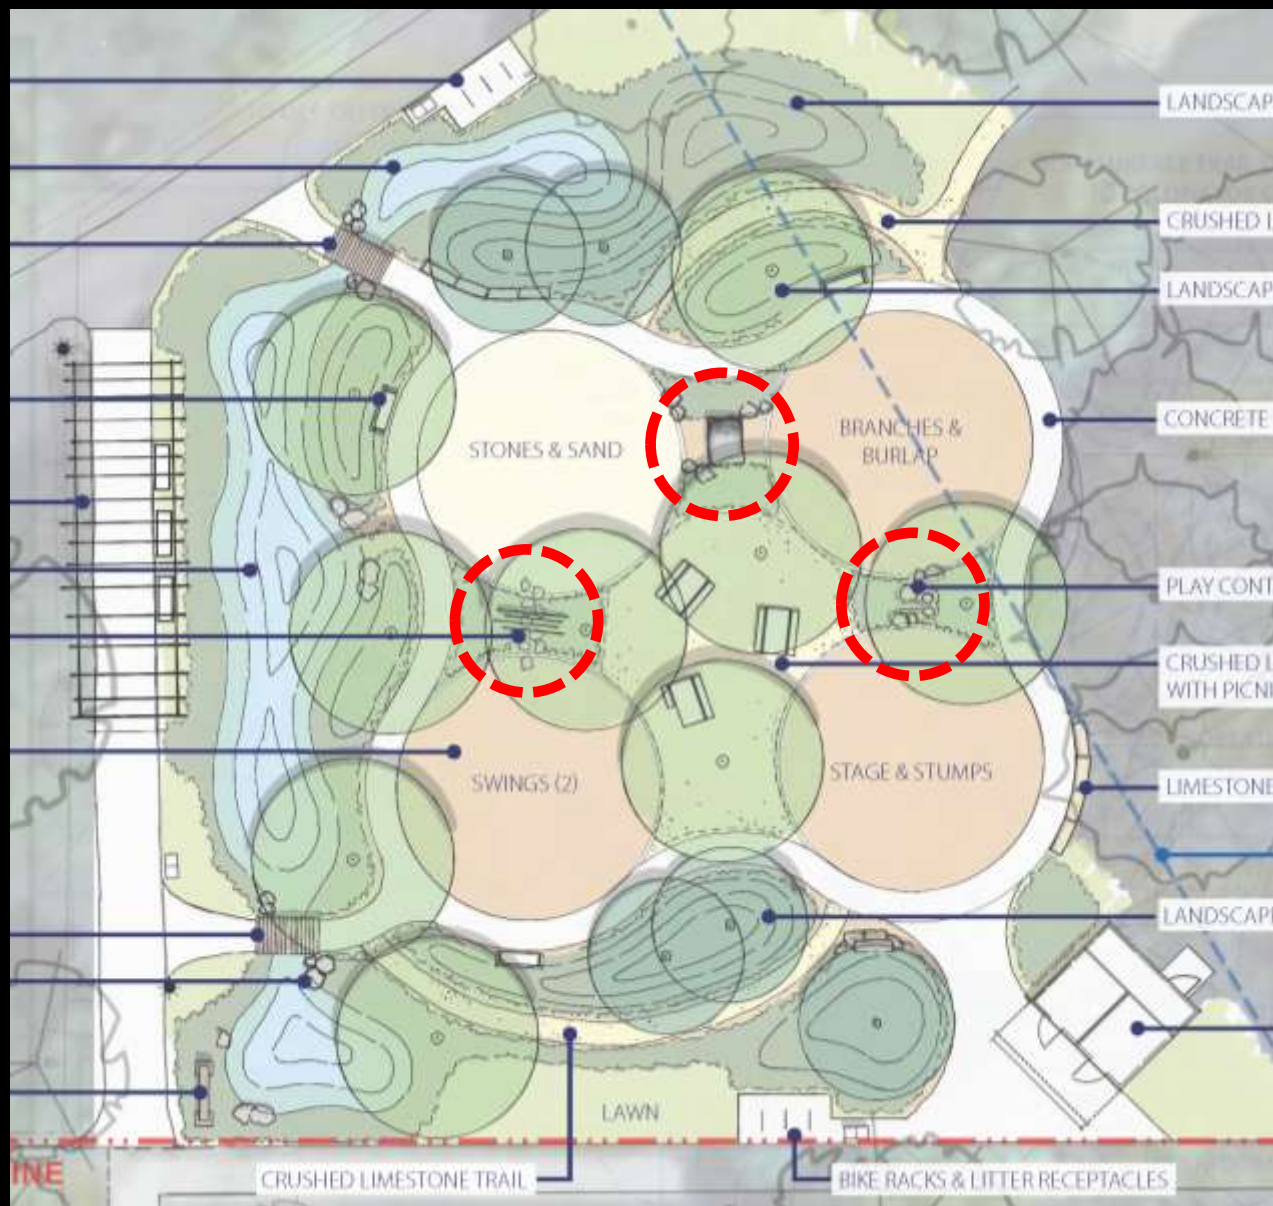 LANDSCAP
CRUSHED L
LANDSCAP
CONCRETE
STONES & SAND
BRANCHES &
BURLAP
PLAY CONT
CRUSHED L
WITH PICNI
SWINGS (2)
STAGE & STUMPS
LIMESTONE
LANDSCAPE
LAWN
INE
CRUSHED LIMESTONE TRAIL
BIKE RACKS & LITTER RECEPTACLES